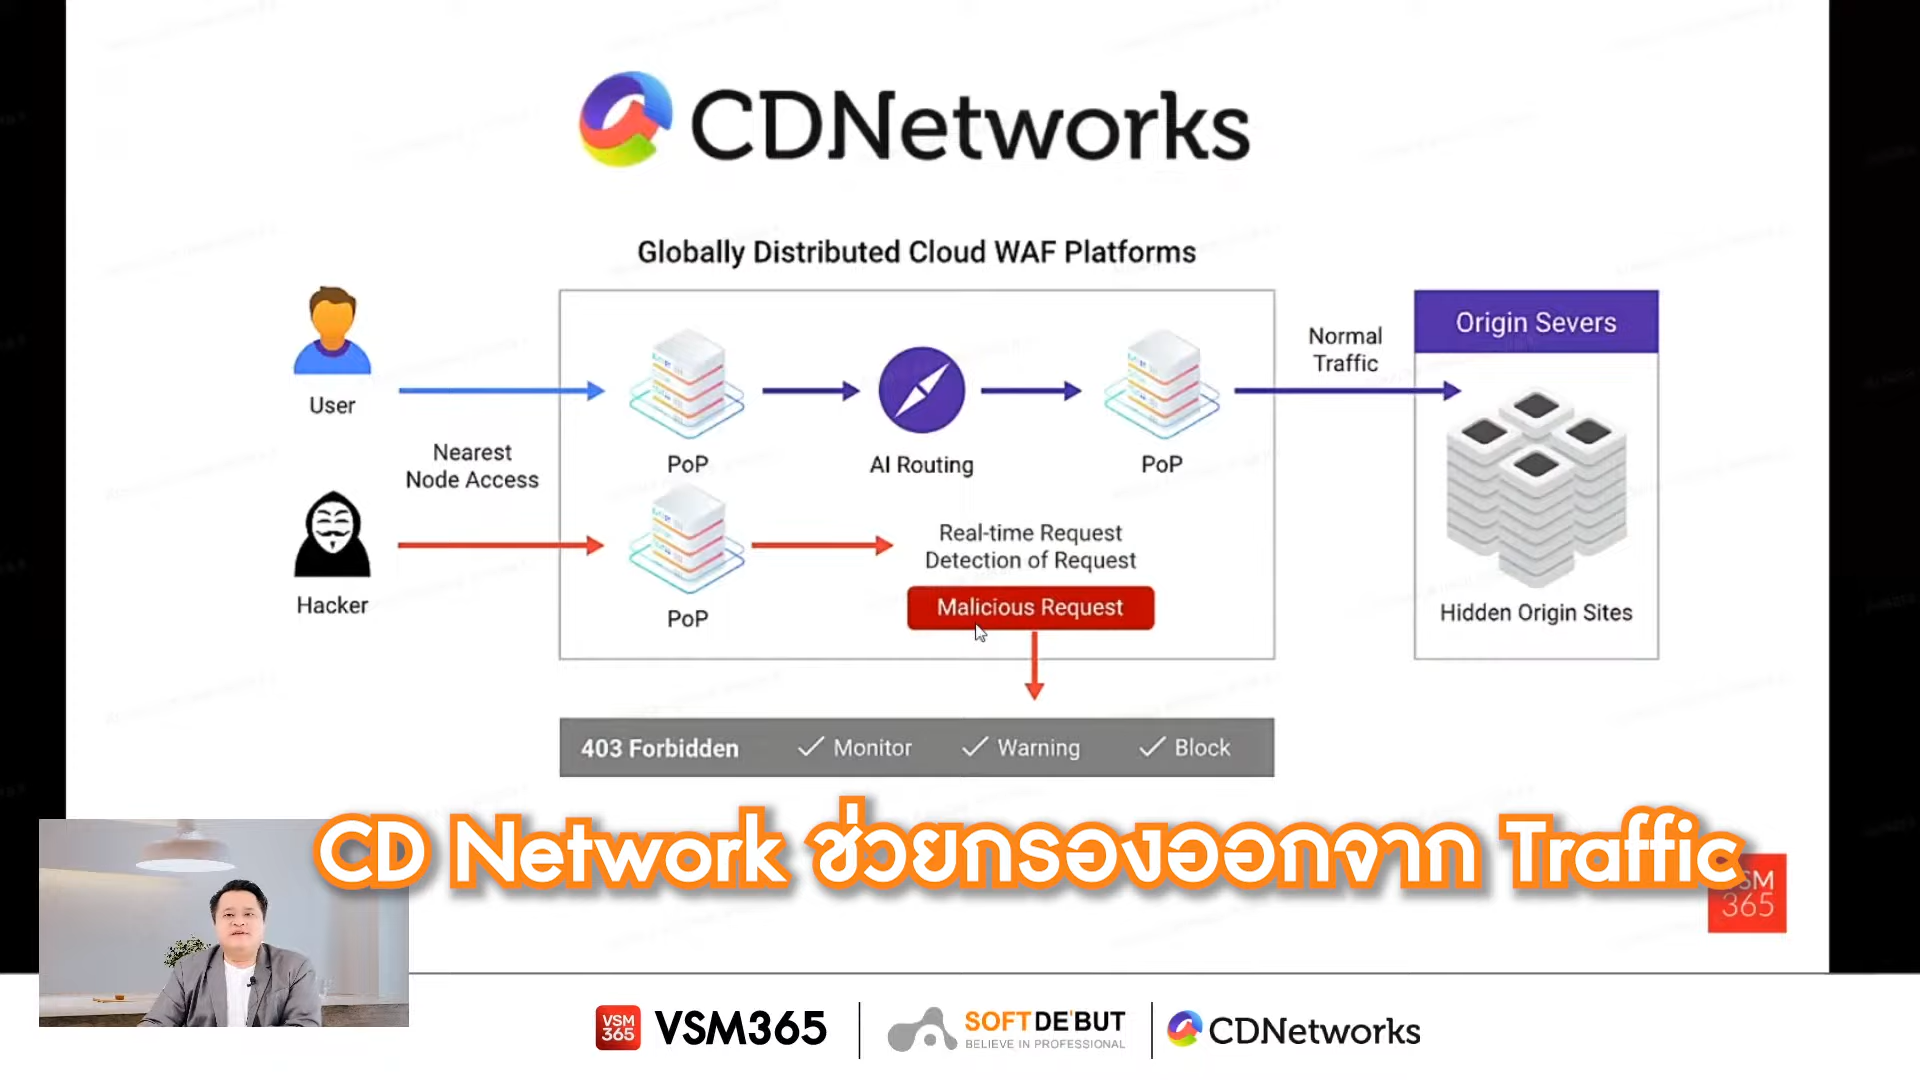 CDNetworks
Globally Distributed Cloud WAF Platforms
User
Nearest
Node Access
Hacker
PoP
AI Routing
PoP
PoP
Real-time Request
Detection of Request
Malicious Request
Normal
Traffic
Origin Severs
Hidden Origin Sites
403 Forbidden
Monitor
Warning
Block
CD Network ช่วยกรองออกจาก Traffic
VSM
365
VSM
365
VSM365
SOFTDE'BUT
BELIEVE IN PROFESSIONAL
CDNetworks